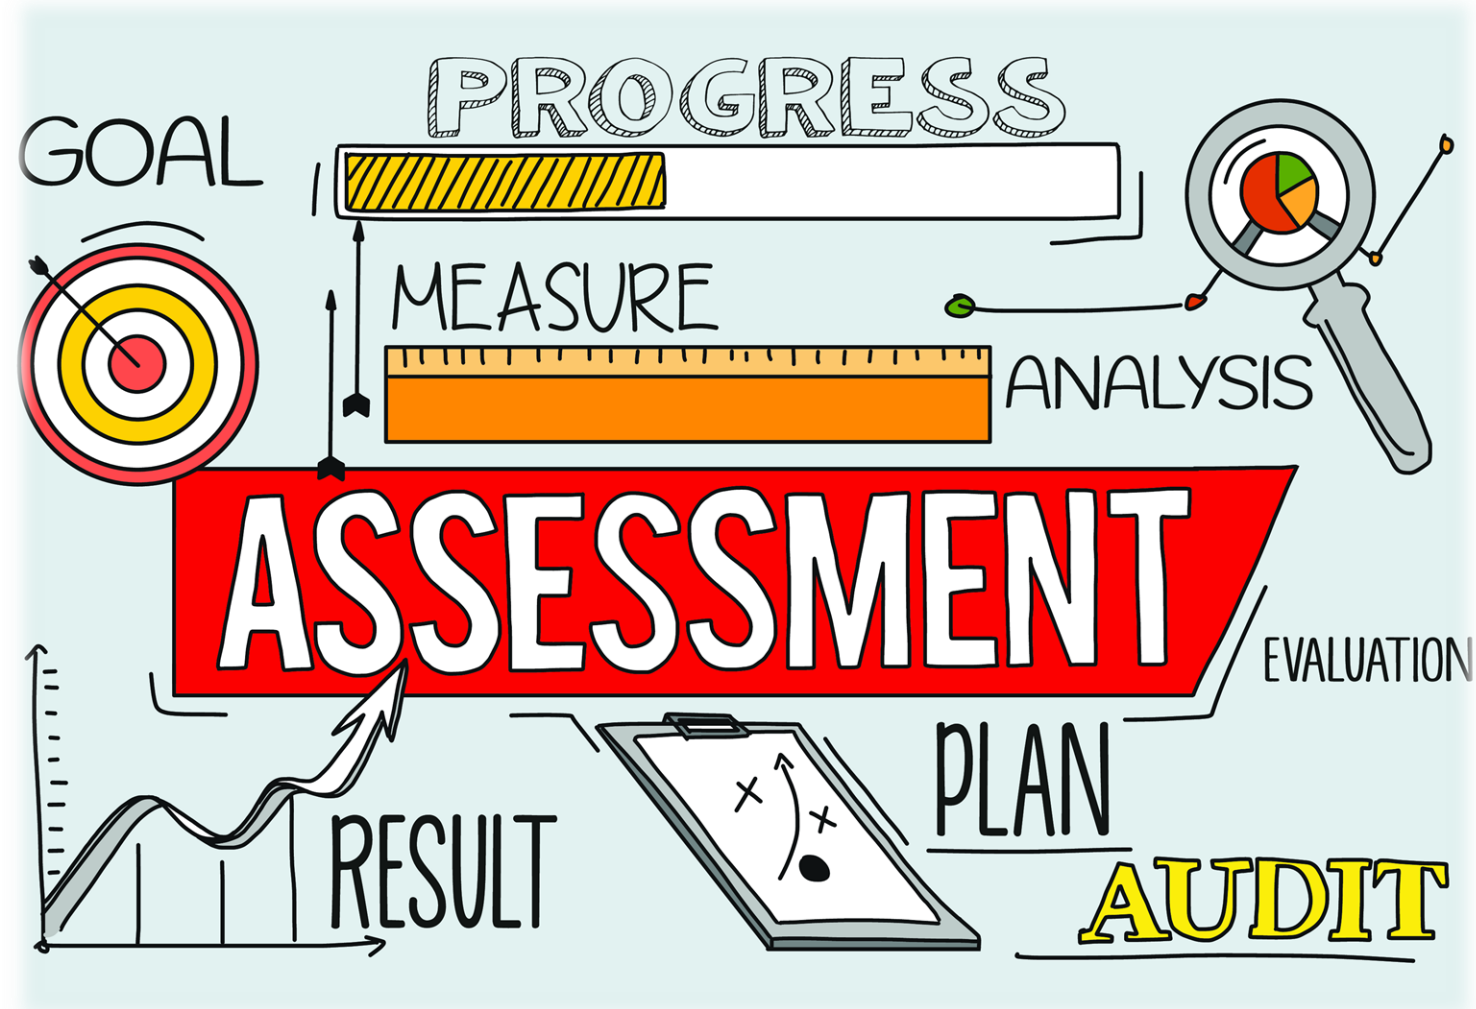 PROGRESS
GOAL
MEASURE
ANALYSIS
ASSESSMENT
EVALUATION
PLAN
RESULT
AUDIT